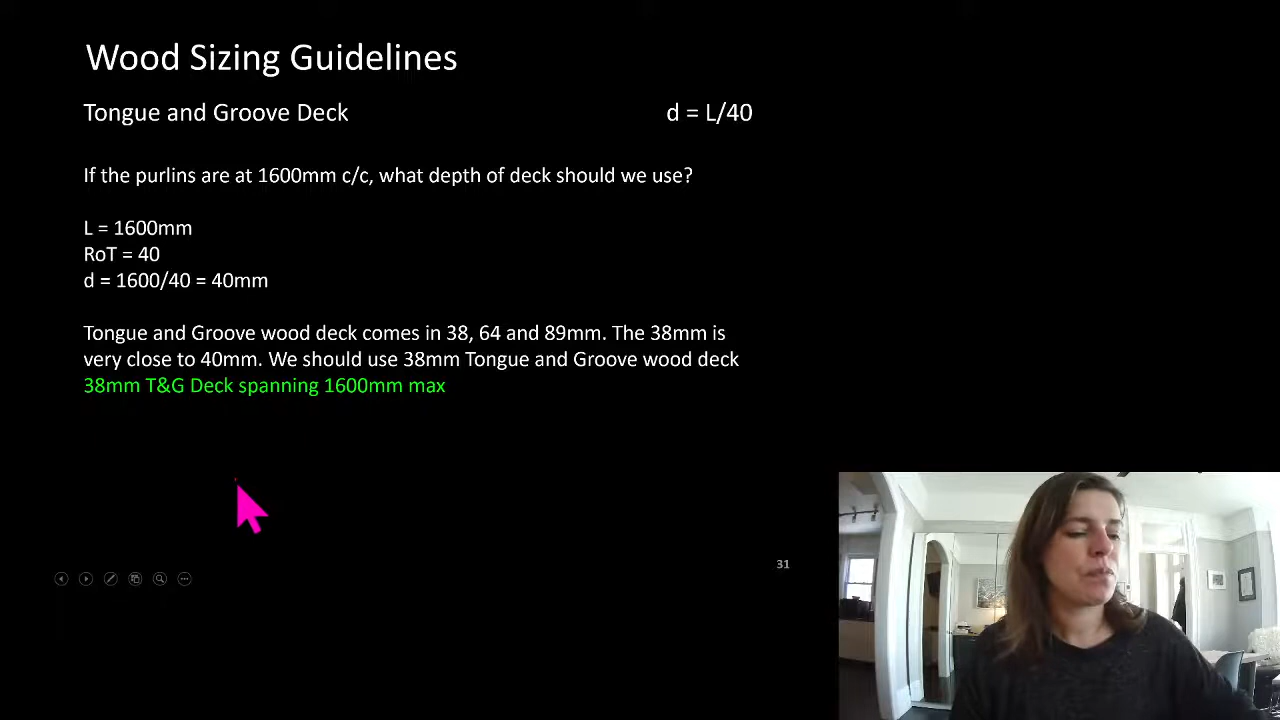 Wood Sizing Guidelines
Tongue and Groove Deck d = L/40
If the purlins are at 1600mm c/c, what depth of deck should we use?
L = 1600mm
RoT = 40
d = 1600/40 = 40mm
Tongue and Groove wood deck comes in 38, 64 and 89mm. The 38mm is
very close to 40mm. We should use 38mm Tongue and Groove wood deck
38mm T&G Deck spanning 1600mm max
31